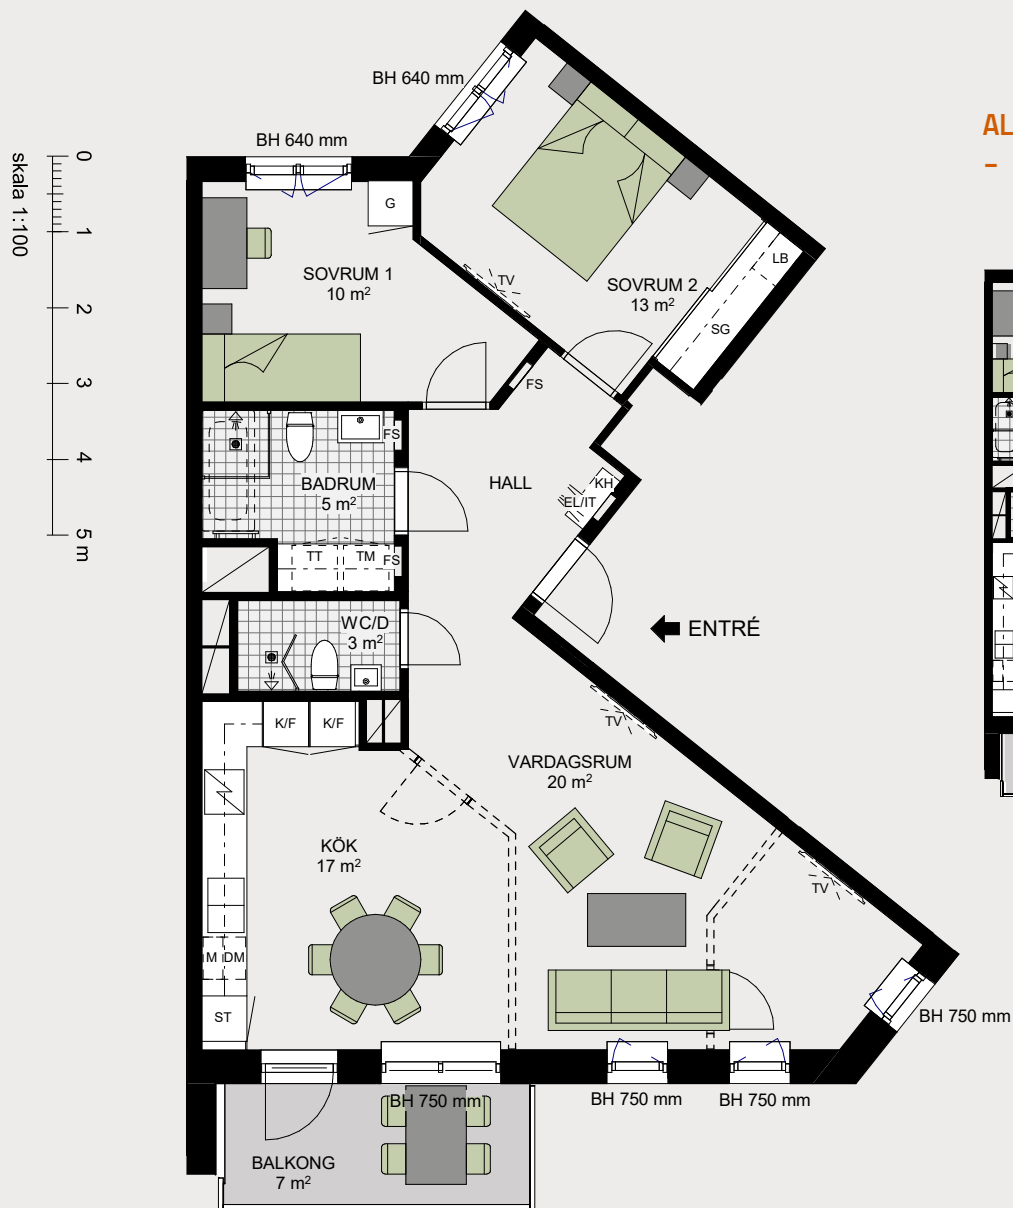 BH 640 mm
BH 640 mm
AL
-
skala 1:100
0
1
2
3
4
5 m
G
SOVRUM 1
10 m²
TV
SOVRUM 2
13 m²
LB
SG
FS
FS
BADRUM
5 m²
HALL
KH
EL/IT
TT
TM
FS
WC/D
3 m²
ENTRÉ
K/F
K/F
TV
VARDAGSRUM
20 m²
KÖK
17 m²
TV
M
DM
ST
BH 750 mm
BH 750 mm
BH 750 mm
BH 750 mm
BALKONG
7 m²